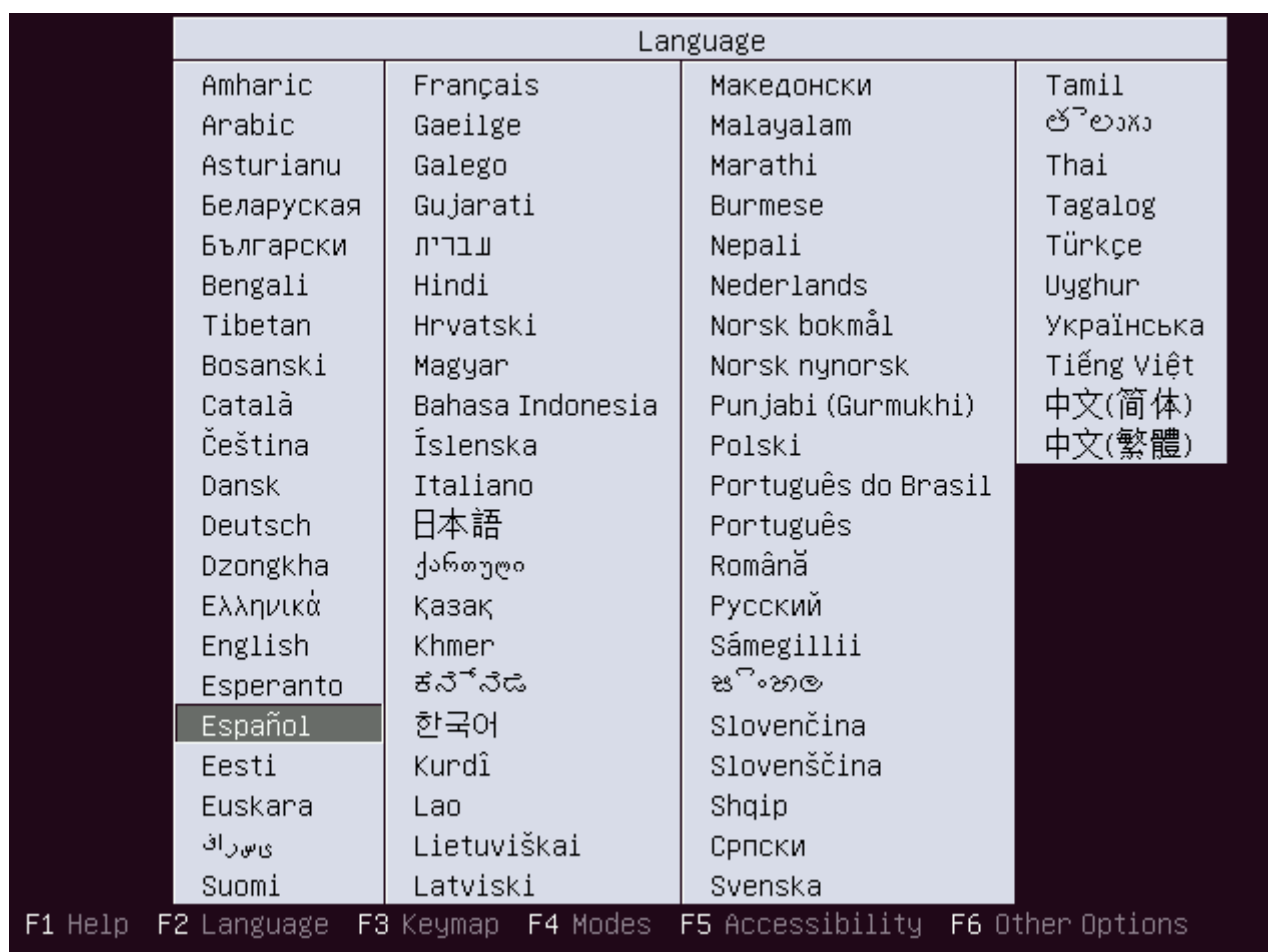 Language
Amharic
Arabic
Asturianu
Беларуская
Български
Bengali
Tibetan
Bosanski
Català
Čeština
Dansk
Deutsch
Dzongkha
Ελληνικά
English
Esperanto
Español
Eesti
Euskara
فارسی
Suomi
Français
Gaeilge
Galego
Gujarati
עברית
Hindi
Hrvatski
Magyar
Bahasa Indonesia
Íslenska
Italiano
日本語
ქართული
Қазақ
Khmer
ಕನ್ನಡ
한국어
Kurdî
Lao
Lietuviškai
Latviski
Македонски
Malayalam
Marathi
Burmese
Nepali
Nederlands
Norsk bokmål
Norsk nynorsk
Punjabi (Gurmukhi)
Polski
Português do Brasil
Português
Română
Русский
Sámegillii
සිංහල
Slovenčina
Slovenščina
Shqip
Српски
Svenska
Tamil
తెలుగు
Thai
Tagalog
Türkçe
Uyghur
Українська
Tiếng Việt
中文(简体)
中文(繁體)
F1 Help F2 Language F3 Keymap F4 Modes F5 Accessibility F6 Other Options